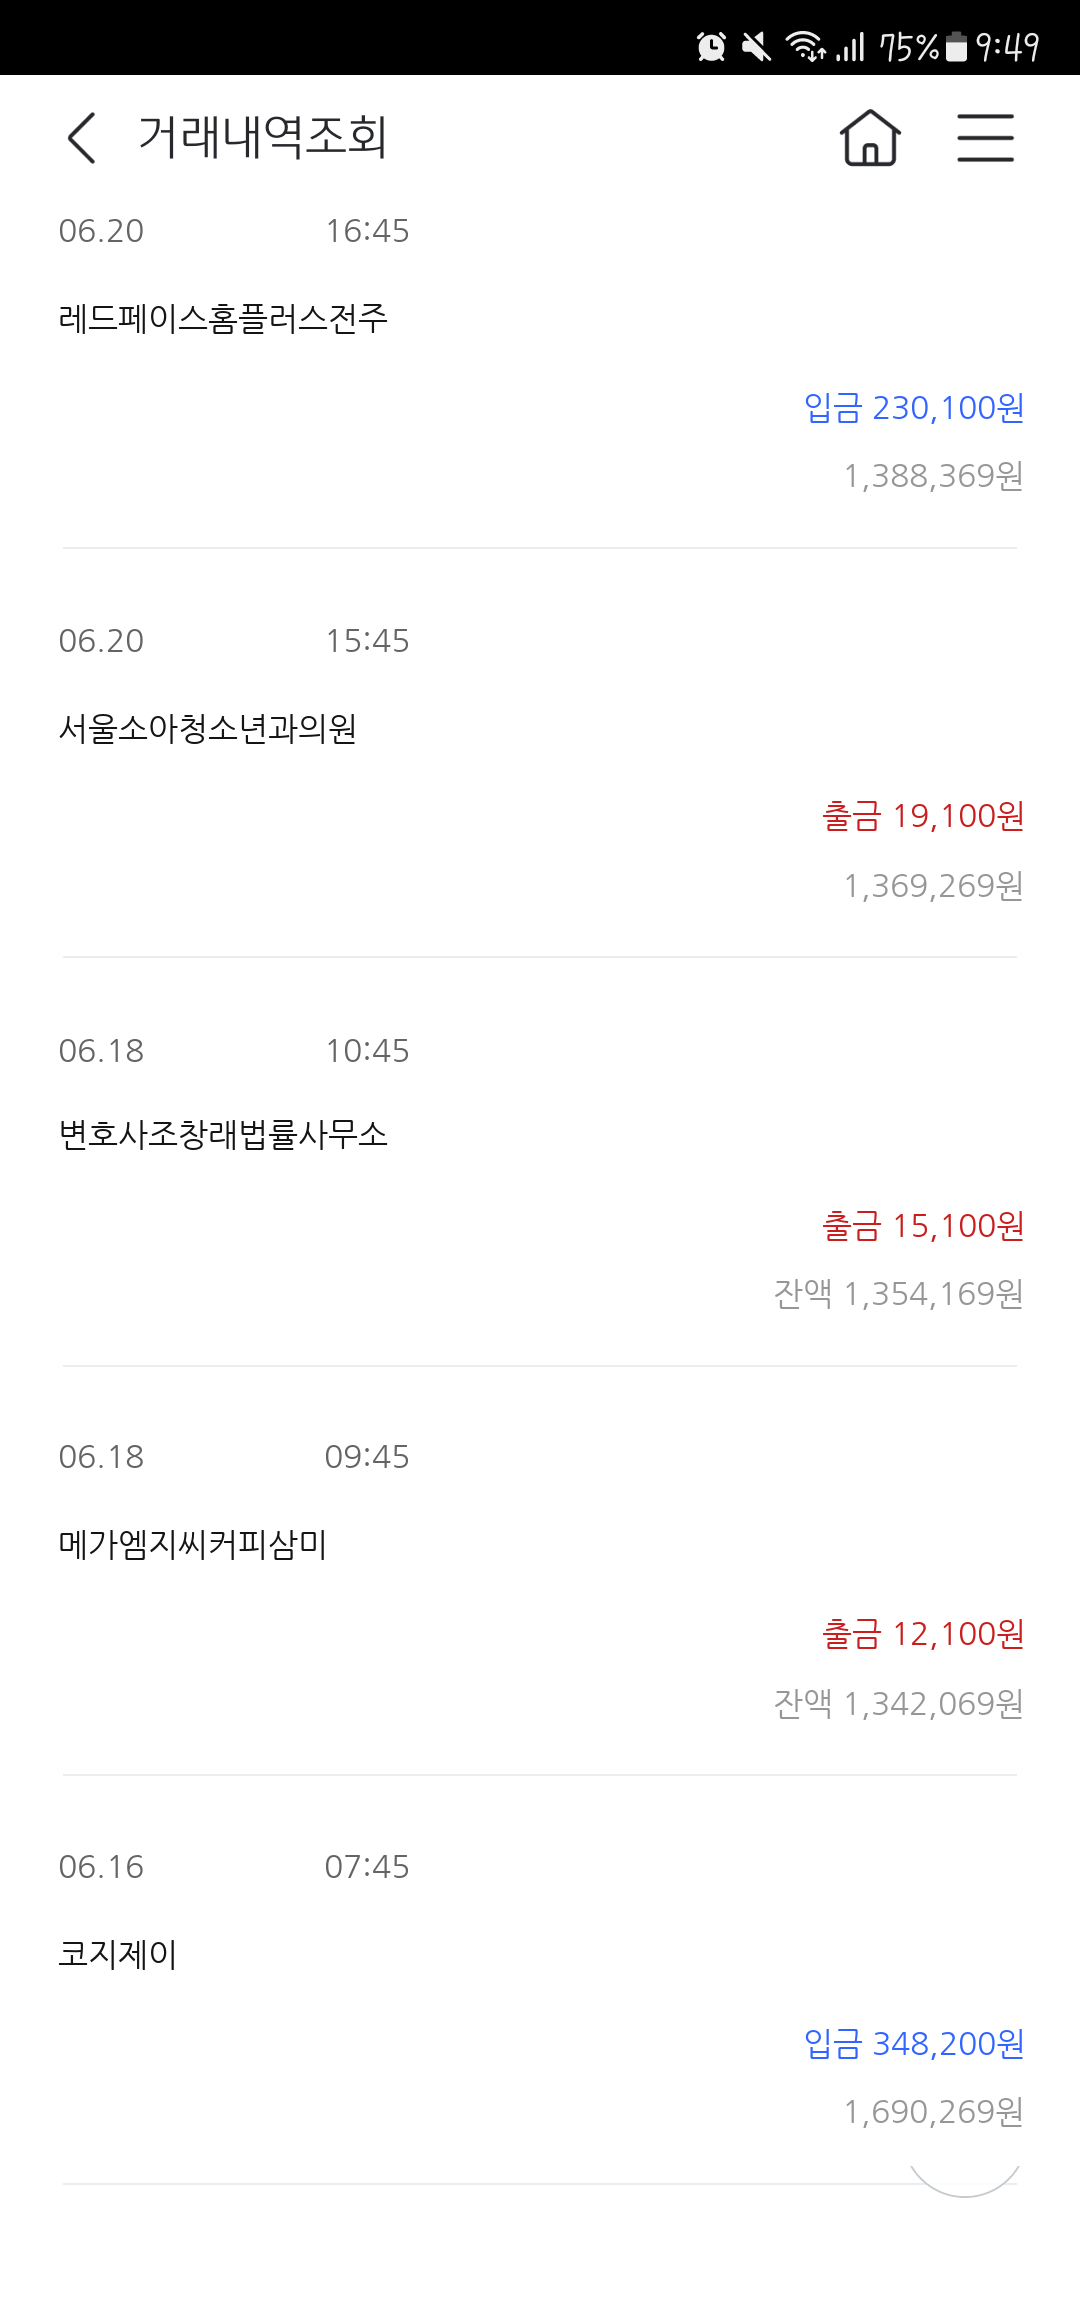 75% 9:49
거래내역조회
06.20 16:45
레드페이스홈플러스전주
입금 230,100원
1,388,369원
06.20 15:45
서울소아청소년과의원
출금 19,100원
1,369,269원
06.18 10:45
변호사조창래법률사무소
출금 15,100원
잔액 1,354,169원
06.18 09:45
메가엠지씨커피삼미
출금 12,100원
잔액 1,342,069원
06.16 07:45
코지제이
입금 348,200원
1,690,269원